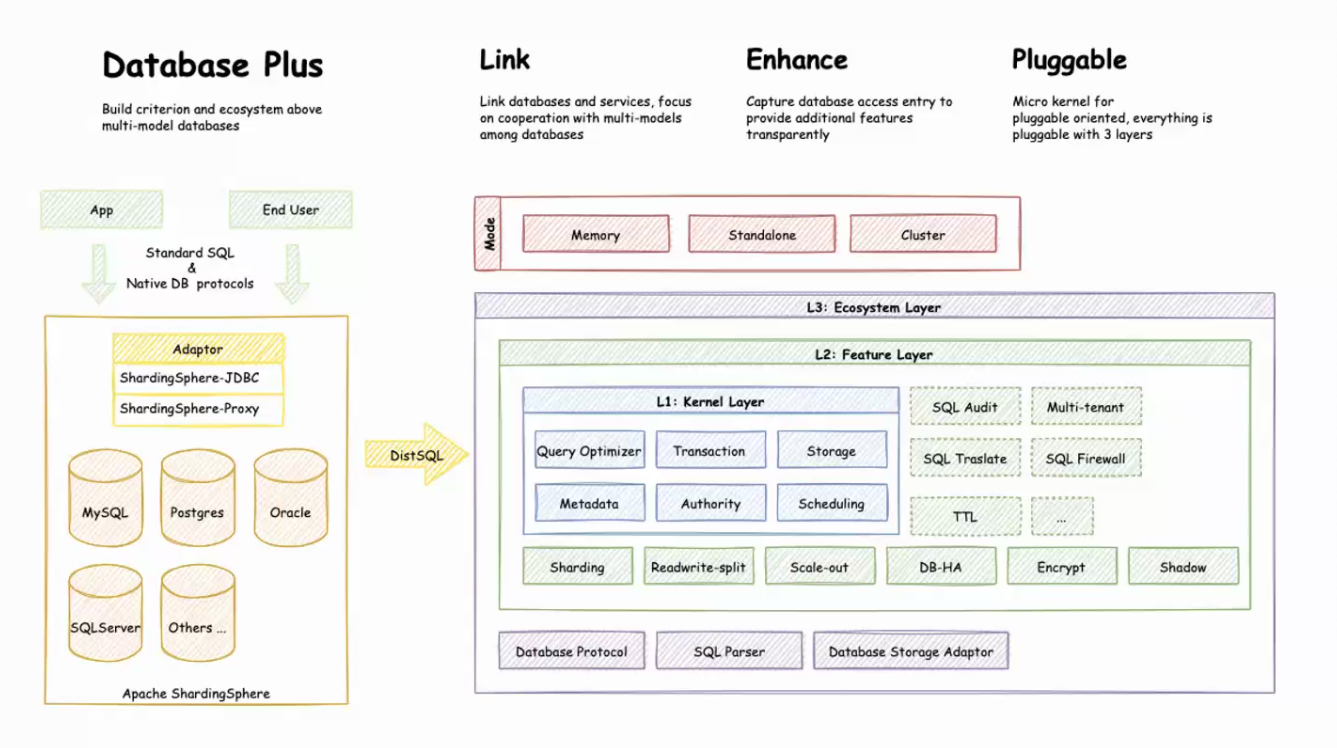 Database Plus
Build criterion and ecosystem above
multi-model databases
Link
Link databases and services, focus
on cooperation with multi-models
among databases
Enhance
Capture database access entry to
provide additional features
transparently
Pluggable
Micro kernel for
pluggable oriented, everything is
pluggable with 3 layers
App
End User
Standard SQL
&
Native DB protocols
Adaptor
ShardingSphere-JDBC
ShardingSphere-Proxy
MySQL
Postgres
Oracle
SQLServer
Others ...
Apache ShardingSphere
DistSQL
Mode
Memory
Standalone
Cluster
L3: Ecosystem Layer
L2: Feature Layer
L1: Kernel Layer
Query Optimizer
Transaction
Storage
Metadata
Authority
Scheduling
SQL Audit
Multi-tenant
SQL Traslate
SQL Firewall
TTL
...
Sharding
Readwrite-split
Scale-out
DB-HA
Encrypt
Shadow
Database Protocol
SQL Parser
Database Storage Adaptor